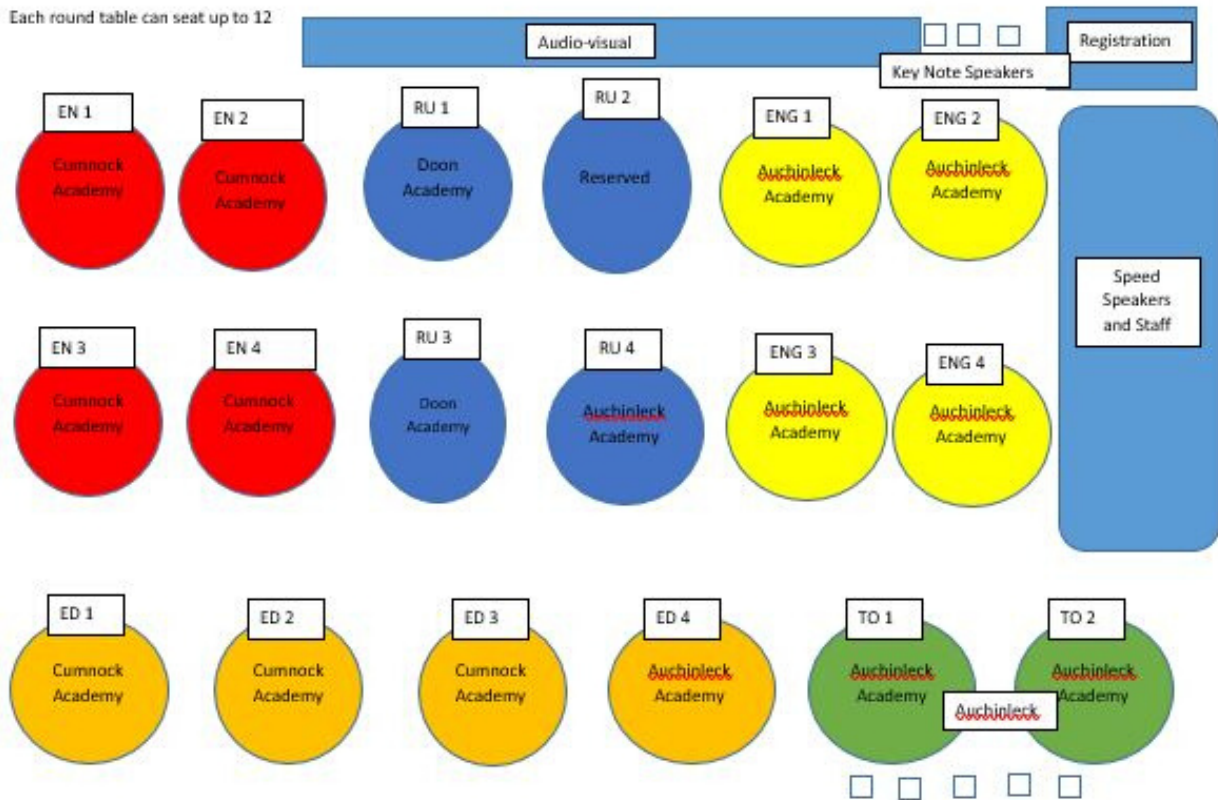 Each round table can seat up to 12
Audio-visual
Registration
Key Note Speakers
EN 1
Cumnock
Academy
EN 2
Cumnock
Academy
RU 1
Doon
Academy
RU 2
Reserved
ENG 1
Auchinleck
Academy
ENG 2
Auchinleck
Academy
Speed
Speakers
and Staff
EN 3
Cumnock
Academy
EN 4
Cumnock
Academy
RU 3
Doon
Academy
RU 4
Auchinleck
Academy
ENG 3
Auchinleck
Academy
ENG 4
Auchinleck
Academy
ED 1
Cumnock
Academy
ED 2
Cumnock
Academy
ED 3
Cumnock
Academy
ED 4
Auchinleck
Academy
TO 1
Auchinleck
Academy
TO 2
Auchinleck
Academy
Auchinleck